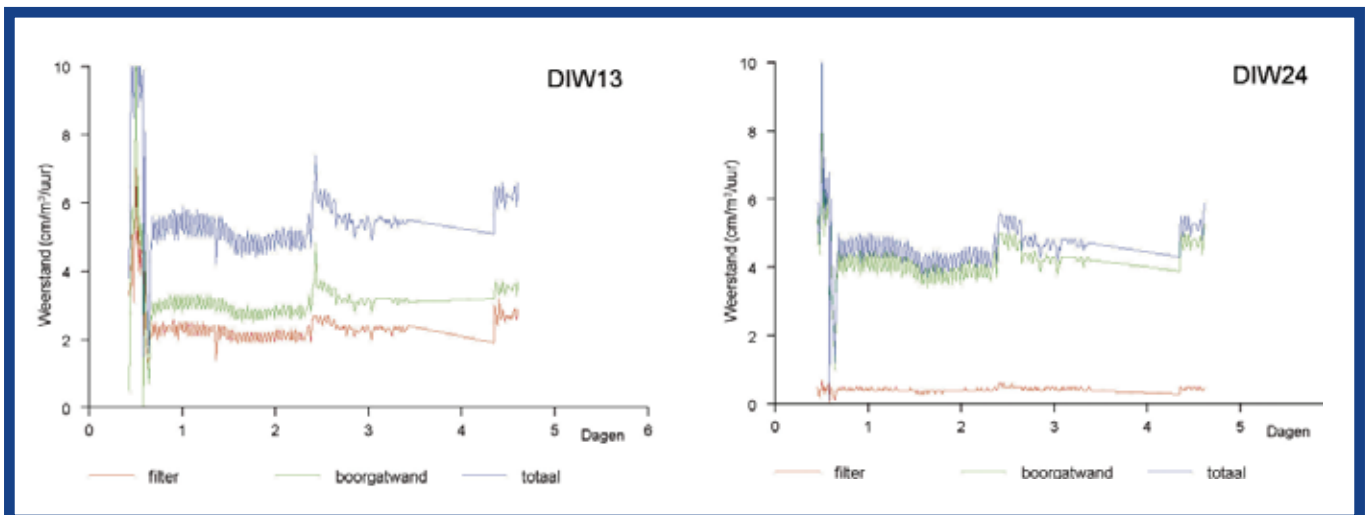 DIW13
Weerstand (cm/m³/uur)
10
8
6
4
2
0
0 1 2 3 4 5 6
Dagen
filter boorgatwand totaal
DIW24
Weerstand (cm/m³/uur)
10
8
6
4
2
0
0 1 2 3 4 5
Dagen
filter boorgatwand totaal